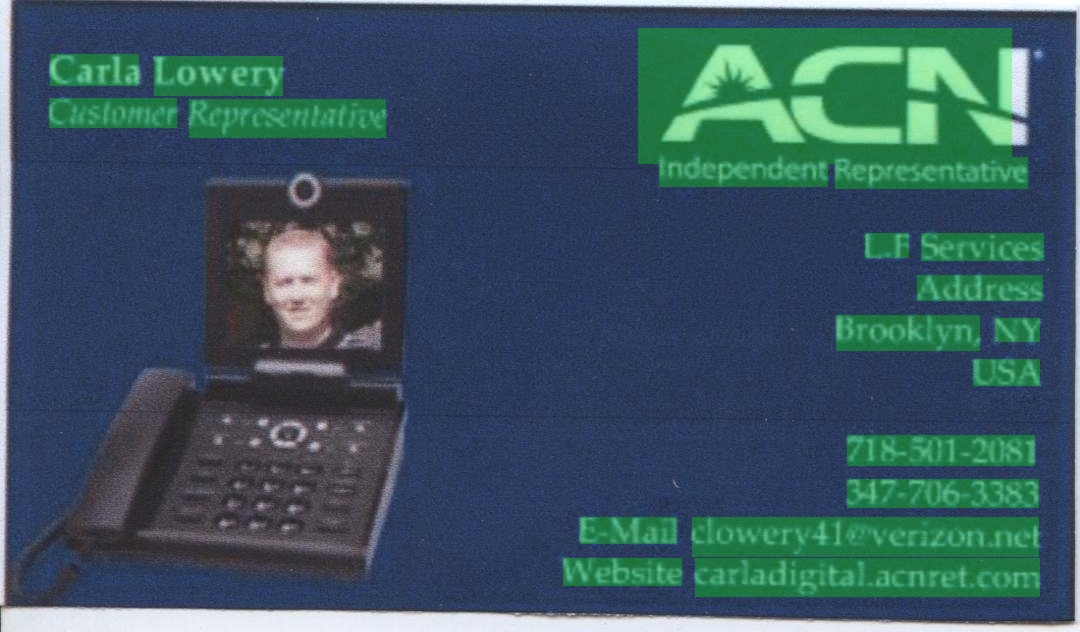 Carla Lowery
Customer Representative
ACN
Independent Representative
L.F Services
Address
Brooklyn, NY
USA
718-501-2081
347-706-3383
E-Mail clowery41@verizon.net
Website carladigital.acnret.com